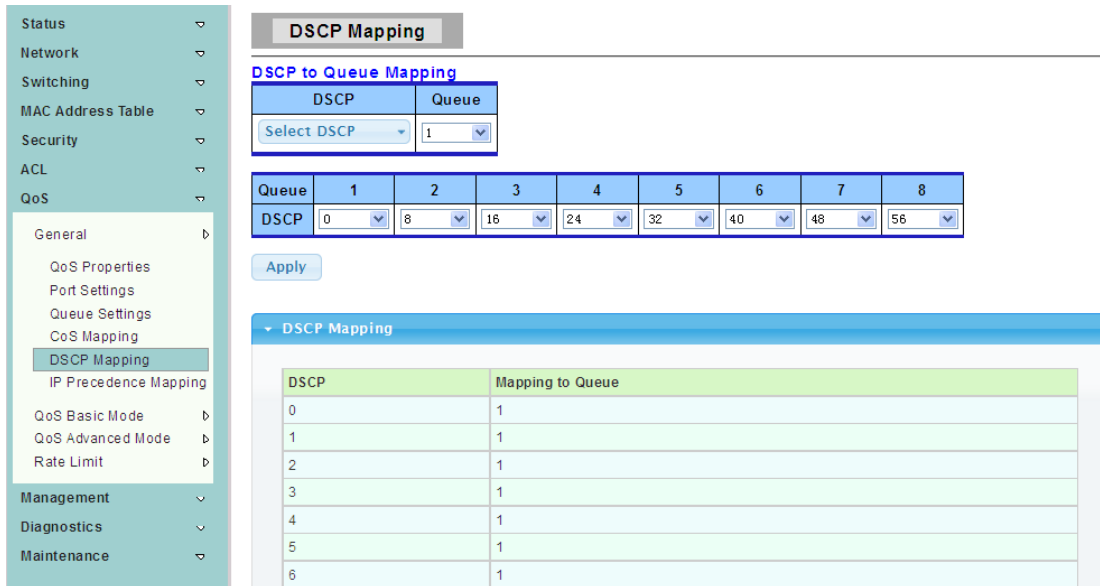 Status
Network
Switching
MAC Address Table
Security
ACL
QoS
General
QoS Properties
Port Settings
Queue Settings
CoS Mapping
DSCP Mapping
IP Precedence Mapping
QoS Basic Mode
QoS Advanced Mode
Rate Limit
Management
Diagnostics
Maintenance
DSCP Mapping
DSCP to Queue Mapping
DSCP Queue
Select DSCP 1
Queue 1 2 3 4 5 6 7 8
DSCP 0 8 16 24 32 40 48 56
Apply
DSCP Mapping
DSCP Mapping to Queue
0 1
1 1
2 1
3 1
4 1
5 1
6 1